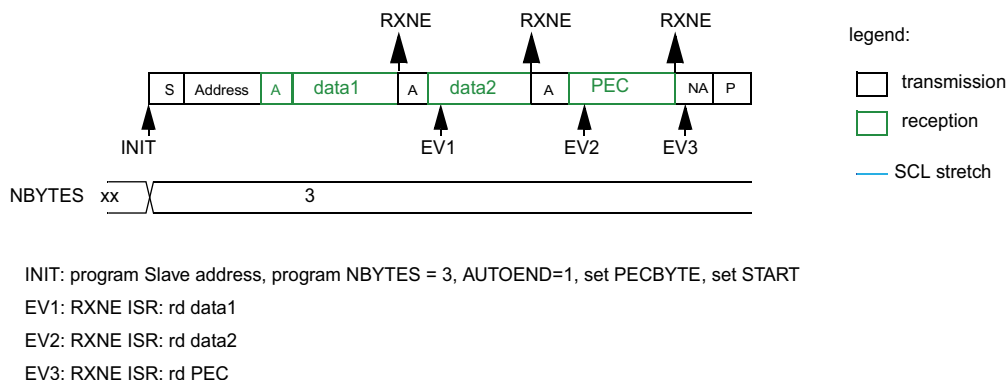 RXNE RXNE RXNE
legend:
S Address A data1 A data2 A PEC NA P
transmission
reception
INIT EV1 EV2 EV3
SCL stretch
NBYTES xx 3
INIT: program Slave address, program NBYTES = 3, AUTOEND=1, set PECBYTE, set START
EV1: RXNE ISR: rd data1
EV2: RXNE ISR: rd data2
EV3: RXNE ISR: rd PEC